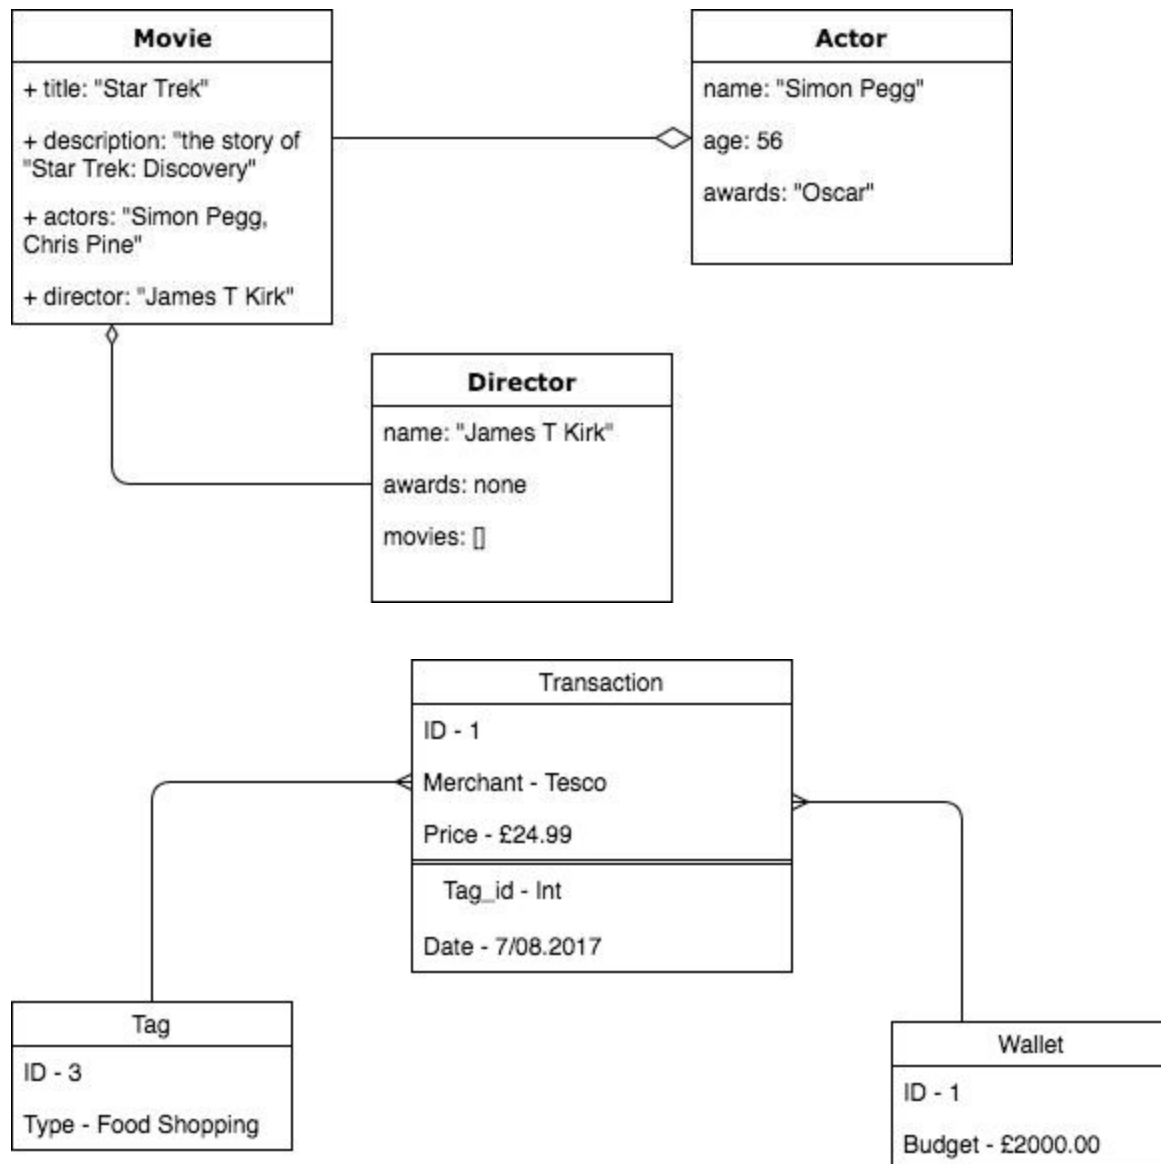 Movie
+ title: "Star Trek"
+ description: "the story of
"Star Trek: Discovery"
+ actors: "Simon Pegg,
Chris Pine"
+ director: "James T Kirk"
Actor
name: "Simon Pegg"
age: 56
awards: "Oscar"
Director
name: "James T Kirk"
awards: none
movies: []
Transaction
ID - 1
Merchant - Tesco
Price - £24.99
Tag_id - Int
Date - 7/08.2017
Tag
ID - 3
Type - Food Shopping
Wallet
ID - 1
Budget - £2000.00